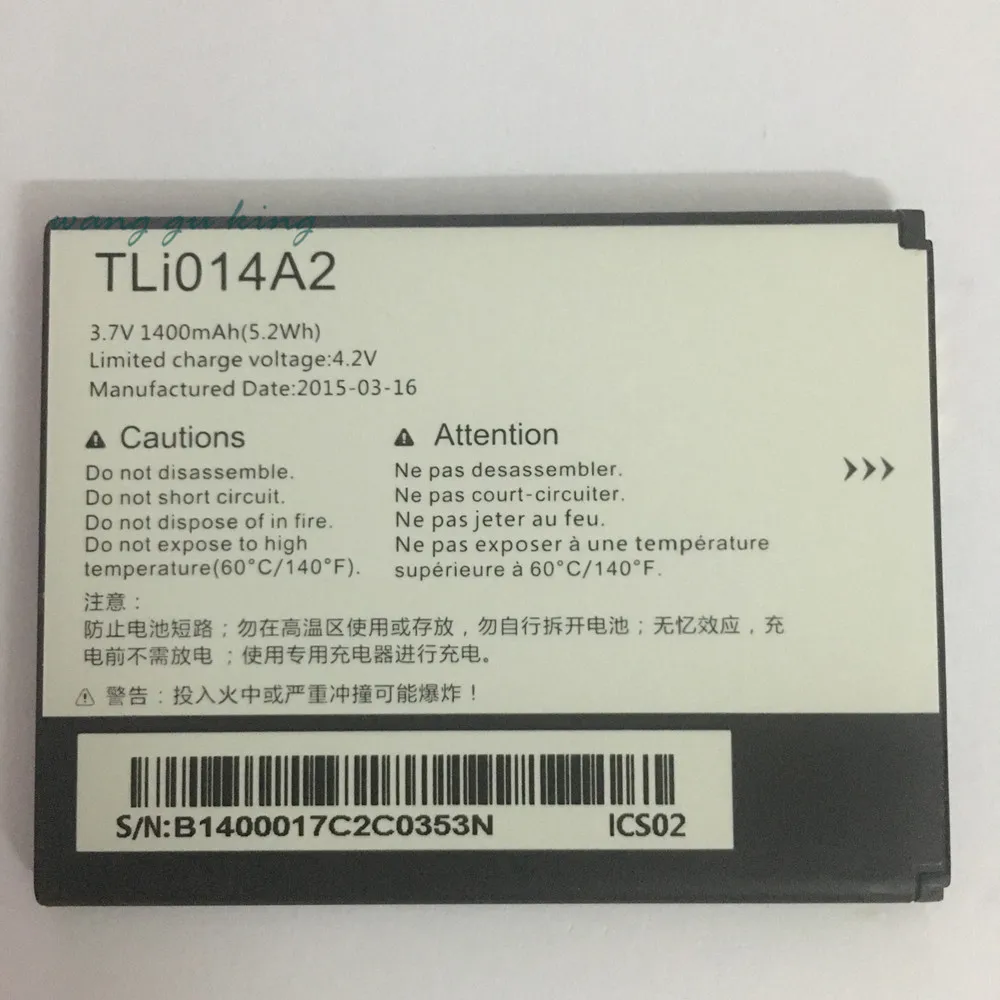 wang gu king
TLi014A2
3.7V 1400mAh(5.2Wh)
Limited charge voltage:4.2V
Manufactured Date:2015-03-16
Cautions
Do not disassemble.
Do not short circuit.
Do not dispose of in fire.
Do not expose to high
temperature(60°C/140°F).
Attention
Ne pas desassembler.
Ne pas court-circuiter.
Ne pas jeter au feu.
Ne pas exposer à une température
supérieure à 60°C/140°F.
注意：
防止电池短路；勿在高温区使用或存放，勿自行拆开电池；无忆效应，充
电前不需放电 ；使用专用充电器进行充电。
警告：投入火中或严重冲撞可能爆炸！
S/N:B1400017C2C0353N ICS02